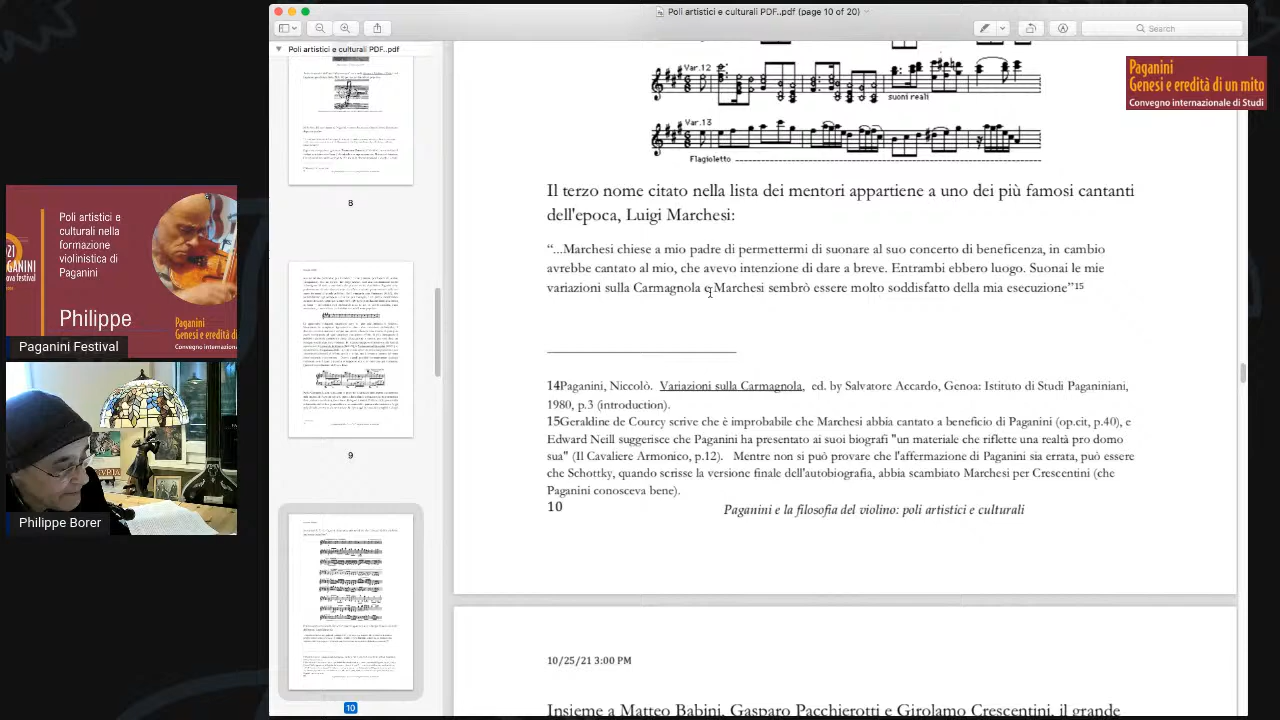 Poli artistici e culturali PDF..pdf (page 10 of 20)
Search
Poli artistici e culturali PDF..pdf
8
9
10
Var.12
suoni reali
Var.13
Flagioletto
Il terzo nome citato nella lista dei mentori appartiene a uno dei più famosi cantanti
dell'epoca, Luigi Marchesi:
“...Marchesi chiese a mio padre di permettermi di suonare al suo concerto di beneficenza, in cambio
avrebbe cantato al mio, che avevo intenzione di dare a breve. Entrambi ebbero luogo. Suonai le mie
variazioni sulla Carmagnola e Marchesi sembrò essere molto soddisfatto della mia esecuzione”15
14Paganini, Niccolò. Variazioni sulla Carmagnola, ed. by Salvatore Accardo, Genoa: Istituto di Studi Paganiniani,
1980, p.3 (introduction).
15Geraldine de Courcy scrive che è improbabile che Marchesi abbia cantato a beneficio di Paganini (op.cit, p.40), e
Edward Neill suggerisce che Paganini ha presentato ai suoi biografi "un materiale che riflette una realtà pro domo
sua" (Il Cavaliere Armonico, p.12). Mentre non si può provare che l'affermazione di Paganini sia errata, può essere
che Schottky, quando scrisse la versione finale dell'autobiografia, abbia scambiato Marchesi per Crescentini (che
Paganini conosceva bene).
10
Paganini e la filosofia del violino: poli artistici e culturali
10/25/21 3:00 PM
Insieme a Matteo Babini, Gasparo Pacchierotti e Girolamo Crescentini, il grande
Paganini
Genesi e eredità di un mito
Convegno internazionale di Studi
Poli artistici e
culturali nella
formazione
violinistica di
Paganini
Philippe
Paganini
Genesi e eredità di un
Convegno
Paganini Festival
Philippe Borer